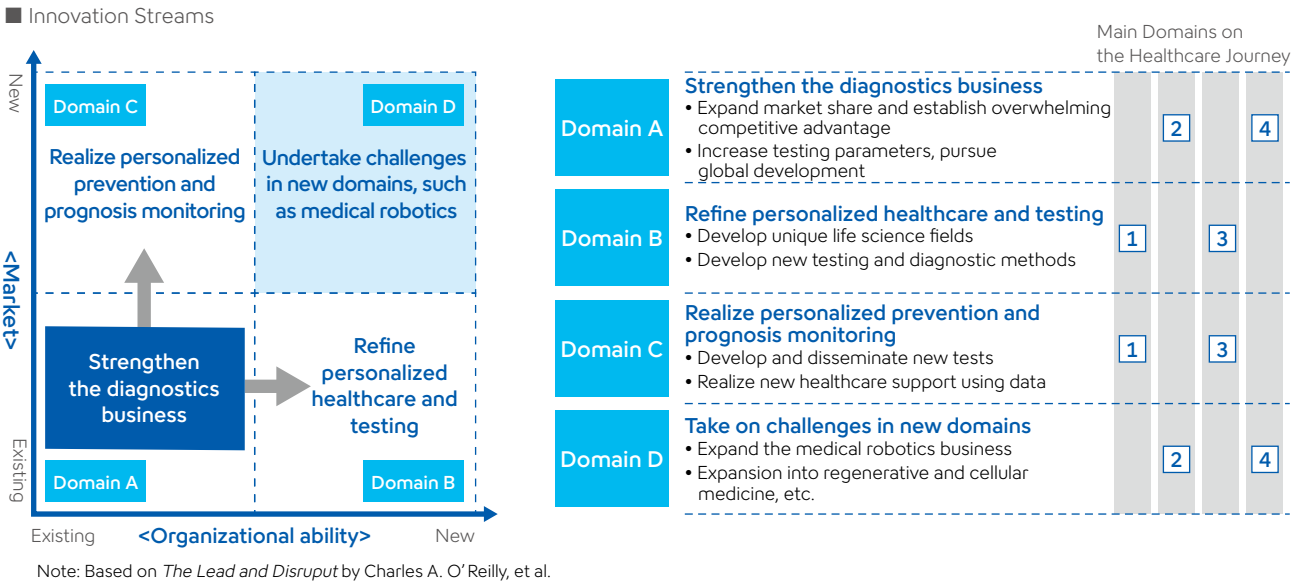 ■ Innovation Streams
New
<Market>
Existing
Domain C
Realize personalized
prevention and
prognosis monitoring
Domain D
Undertake challenges
in new domains, such
as medical robotics
Strengthen
the diagnostics
business
Domain A
Refine
personalized
healthcare and
testing
Domain B
Existing
<Organizational ability>
New
Note: Based on The Lead and Disruput by Charles A. O’ Reilly, et al.
Main Domains on
the Healthcare Journey
Domain A
Strengthen the diagnostics business
• Expand market share and establish overwhelming
competitive advantage
• Increase testing parameters, pursue
global development
2 4
Domain B
Refine personalized healthcare and testing
• Develop unique life science fields
• Develop new testing and diagnostic methods
1 3
Domain C
Realize personalized prevention and
prognosis monitoring
• Develop and disseminate new tests
• Realize new healthcare support using data
1 3
Domain D
Take on challenges in new domains
• Expand the medical robotics business
• Expansion into regenerative and cellular
medicine, etc.
2 4